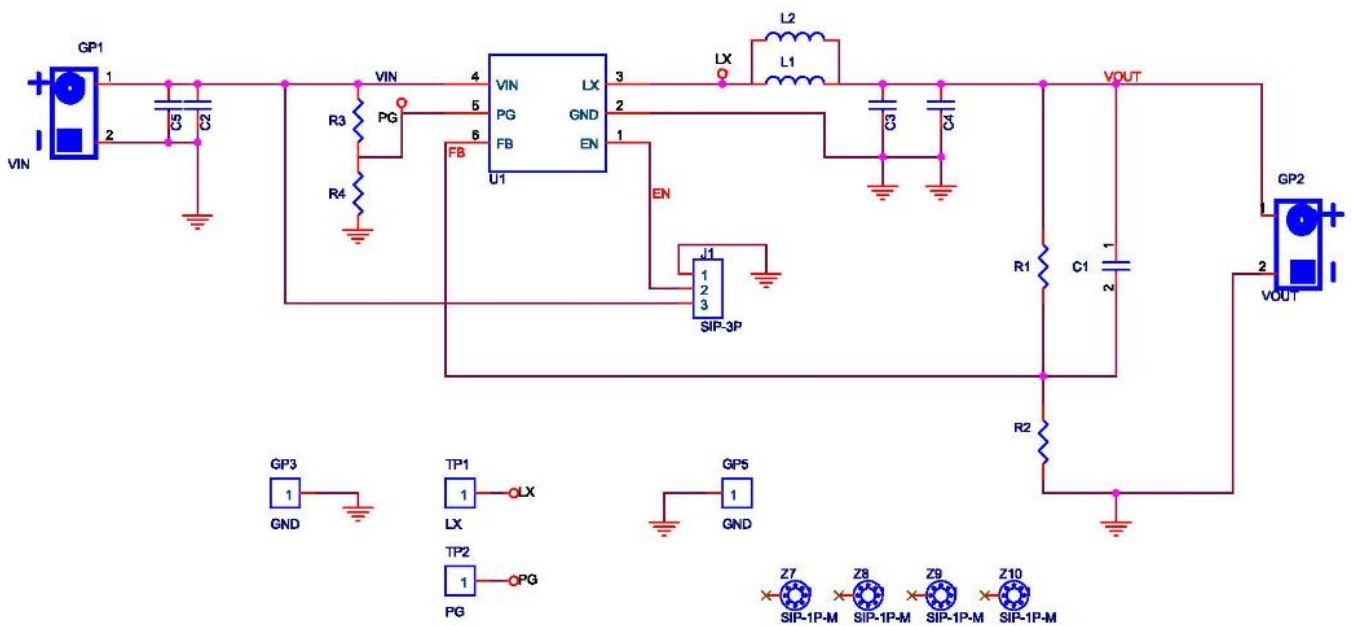 L2
GP1
LX
L1
1
VIN
4
VIN
LX
3
VOUT
C5
C2
R3
PG
5
PG
GND
2
C3
C4
2
6
FB
EN
1
FB
VIN
R4
U1
EN
GP2
1
J1
1
2
3
SIP-3P
R1
C1
1
2
2
VOUT
R2
GP3
1
GND
TP1
1
LX
LX
GP5
1
GND
TP2
1
PG
PG
Z7
Z8
Z9
Z10
SIP-1P-M
SIP-1P-M
SIP-1P-M
SIP-1P-M